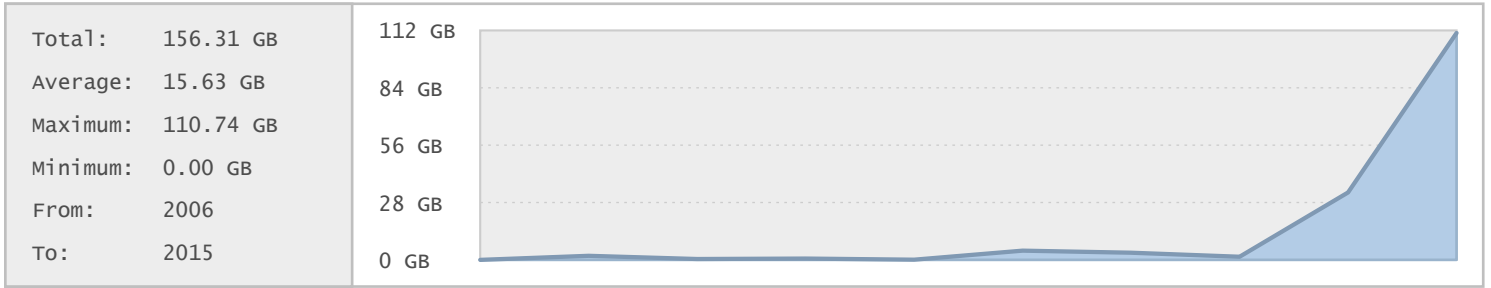 Total: 156.31 GB
Average: 15.63 GB
Maximum: 110.74 GB
Minimum: 0.00 GB
From: 2006
To: 2015
112 GB
84 GB
56 GB
28 GB
0 GB